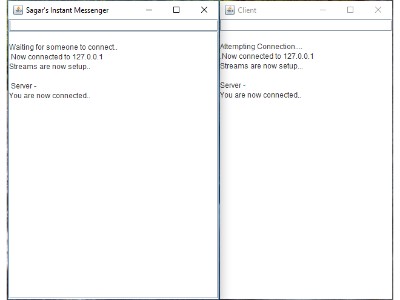 Sagar's Instant Messenger
Waiting for someone to connect..
.Now connected to 127.0.0.1
Streams are now setup..
Server -
You are now connected..
Client
Attempting Connection...
.Now connected to 127.0.0.1
Streams are now setup...
Server -
You are now connected..